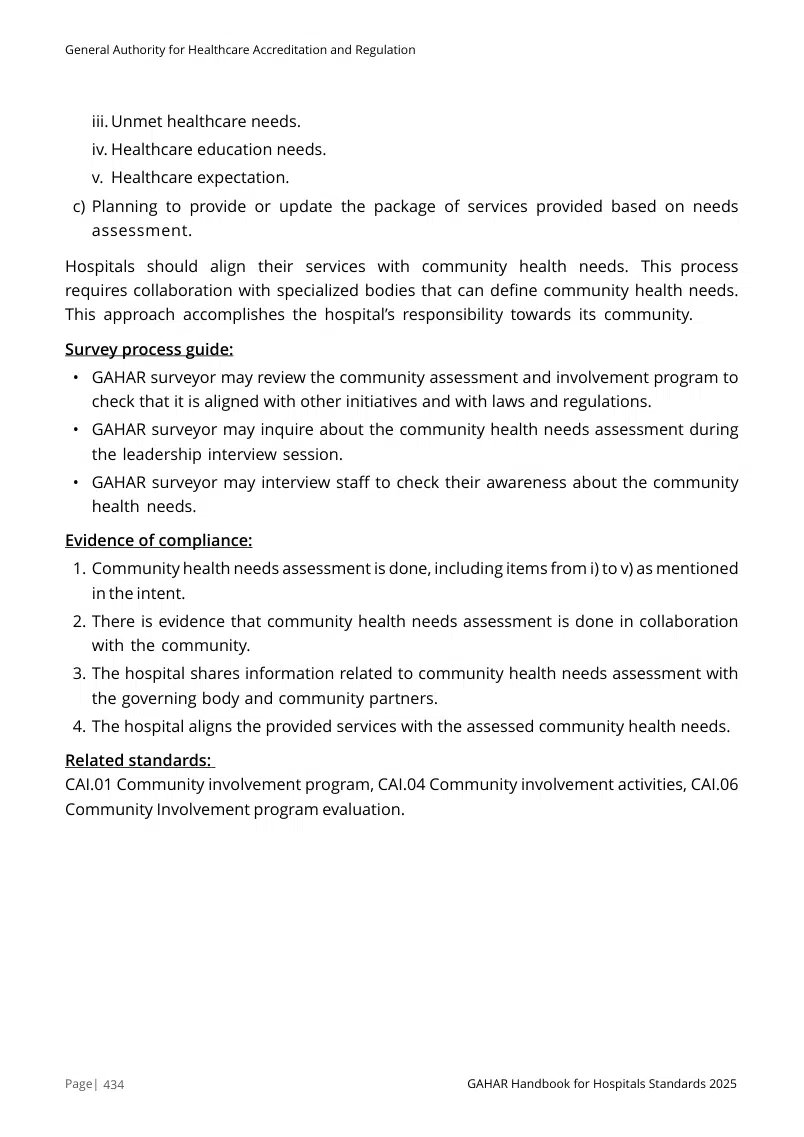 General Authority for Healthcare Accreditation and Regulation
iii. Unmet healthcare needs.
iv. Healthcare education needs.
v. Healthcare expectation.
c) Planning to provide or update the package of services provided based on needs
assessment.
Hospitals should align their services with community health needs. This process
requires collaboration with specialized bodies that can define community health needs.
This approach accomplishes the hospital’s responsibility towards its community.
Survey process guide:
• GAHAR surveyor may review the community assessment and involvement program to
check that it is aligned with other initiatives and with laws and regulations.
• GAHAR surveyor may inquire about the community health needs assessment during
the leadership interview session.
• GAHAR surveyor may interview staff to check their awareness about the community
health needs.
Evidence of compliance:
1. Community health needs assessment is done, including items from i) to v) as mentioned
in the intent.
2. There is evidence that community health needs assessment is done in collaboration
with the community.
3. The hospital shares information related to community health needs assessment with
the governing body and community partners.
4. The hospital aligns the provided services with the assessed community health needs.
Related standards:
CAI.01 Community involvement program, CAI.04 Community involvement activities, CAI.06
Community Involvement program evaluation.
Page| 434
GAHAR Handbook for Hospitals Standards 2025